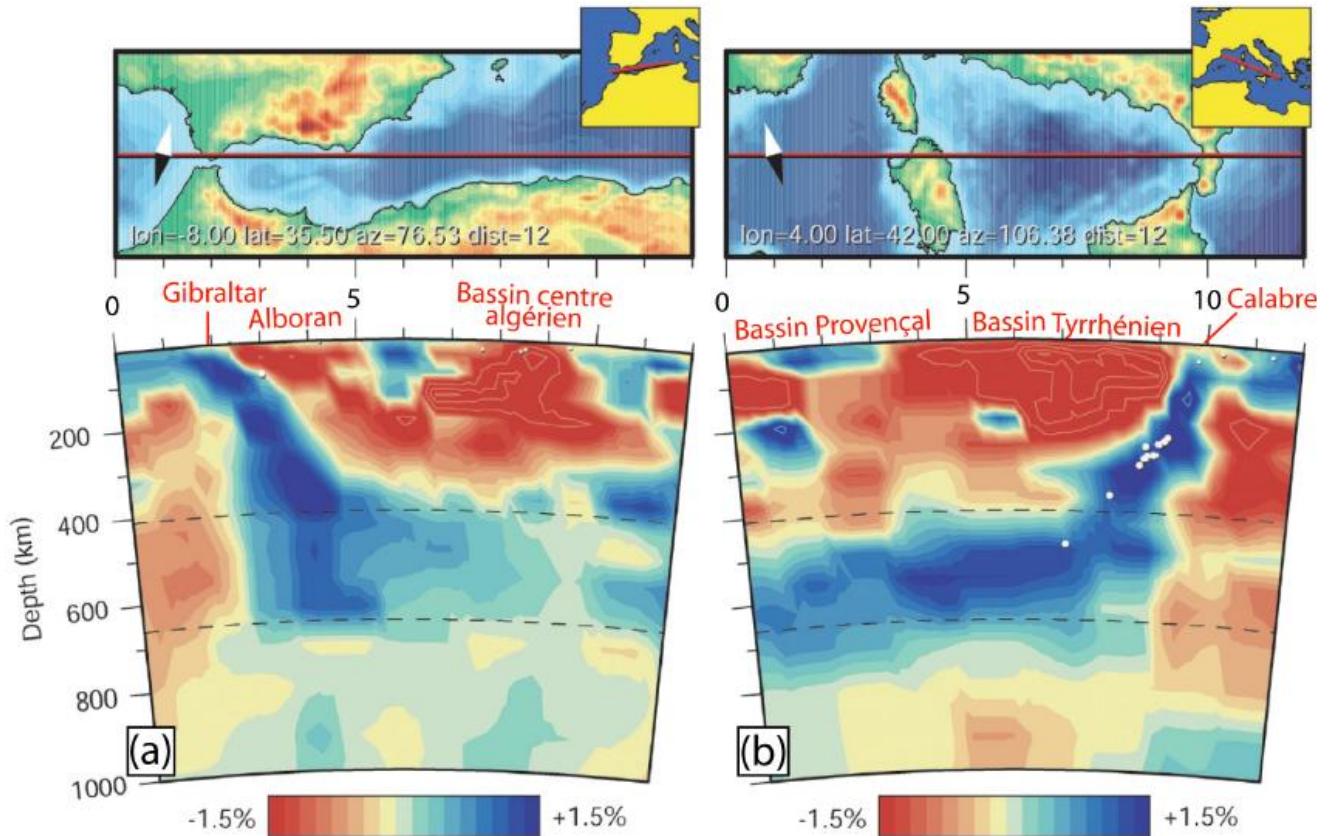 lon=-8.00 lat=35.50 az=76.53 dist=12
0
5
Gibraltar
Alboran
Bassin centre
algérien
200
400
600
800
1000
Depth (km)
(a)
-1.5%
+1.5%
lon=4.00 lat=42.00 az=106.38 dist=12
0
5
10
Bassin Provençal
Bassin Tyrrhénien
Calabre
(b)
-1.5%
+1.5%